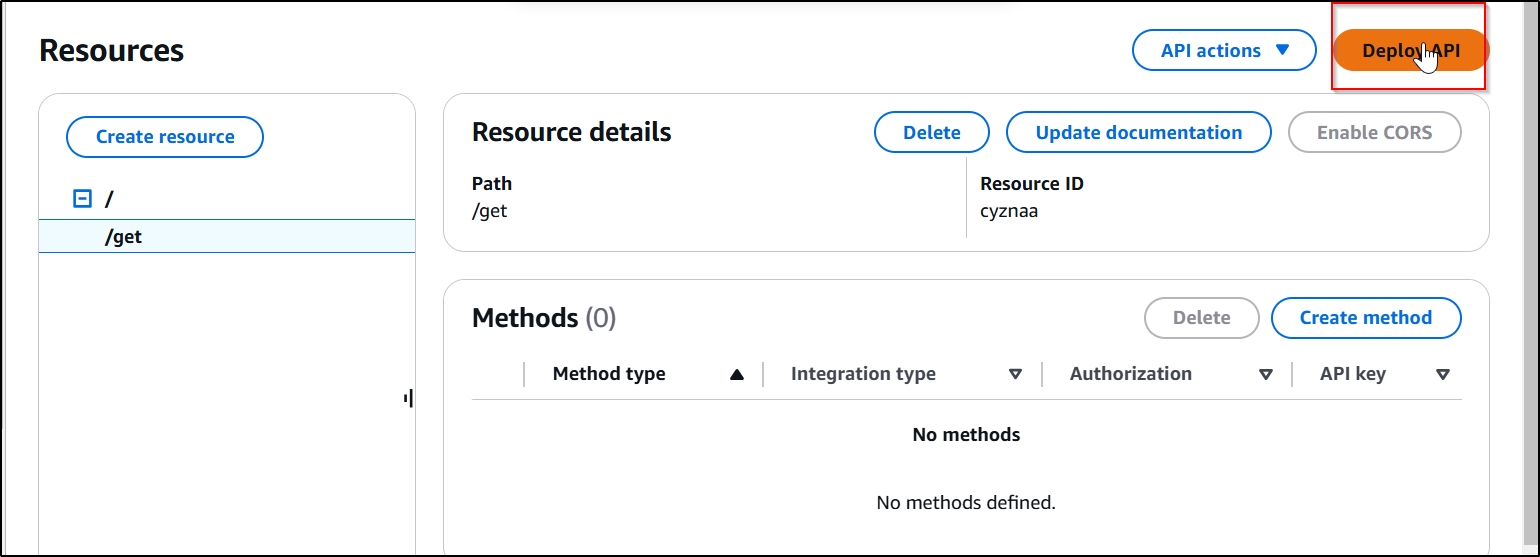 Resources
API actions
Deploy API
Create resource
/
/get
Resource details
Delete
Update documentation
Enable CORS
Path
/get
Resource ID
cyznaa
Methods (0)
Delete
Create method
Method type
Integration type
Authorization
API key
No methods
No methods defined.